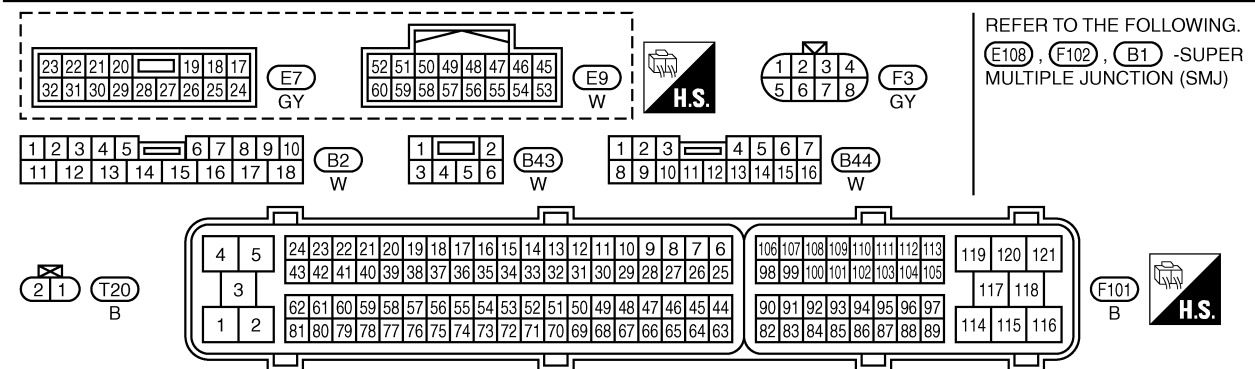 23 22 21 20 19 18 17
32 31 30 29 28 27 26 25 24
E7
GY
52 51 50 49 48 47 46 45
60 59 58 57 56 55 54 53
E9
W
H.S.
1 2 3 4
5 6 7 8
F3
GY
REFER TO THE FOLLOWING.
E108 , F102 , B1 -SUPER
MULTIPLE JUNCTION (SMJ)
1 2 3 4 5 6 7 8 9 10
11 12 13 14 15 16 17 18
B2
W
1 2
3 4 5 6
B43
W
1 2 3 4 5 6 7
8 9 10 11 12 13 14 15 16
B44
W
2 1
T20
B
4 5
3
1 2
24 23 22 21 20 19 18 17 16 15 14 13 12 11 10 9 8 7 6
43 42 41 40 39 38 37 36 35 34 33 32 31 30 29 28 27 26 25
62 61 60 59 58 57 56 55 54 53 52 51 50 49 48 47 46 45 44
81 80 79 78 77 76 75 74 73 72 71 70 69 68 67 66 65 64 63
106 107 108 109 110 111 112 113
98 99 100 101 102 103 104 105
90 91 92 93 94 95 96 97
82 83 84 85 86 87 88 89
119 120 121
117 118
114 115 116
F101
B
H.S.